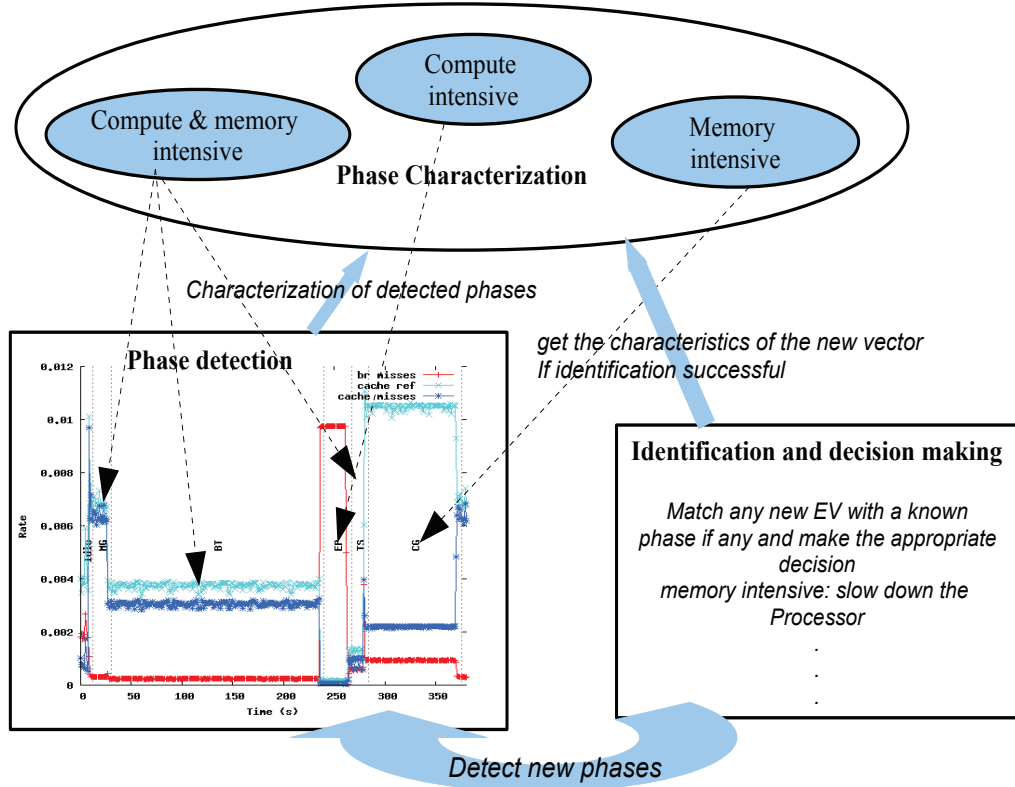 Compute
intensive
Compute & memory
intensive
Memory
intensive
Phase Characterization
Characterization of detected phases
get the characteristics of the new vector
If identification successful
Phase detection
br misses
cache ref
cache misses
0.012
0.01
0.008
0.006
0.004
0.002
0
Rate
Idle
MG
BT
EP
TS
CG
0 50 100 150 200 250 300 350
Time (s)
Identification and decision making
Match any new EV with a known
phase if any and make the appropriate
decision
memory intensive: slow down the
Processor
.
.
.
Detect new phases